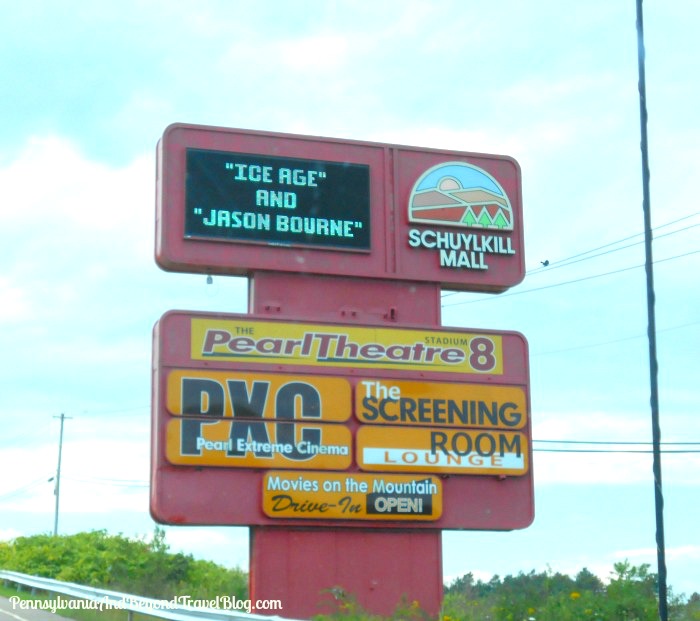 "ICE AGE"
AND
"JASON BOURNE"
SCHUYLKILL
MALL
THE
PearlTheatre
STADIUM
8
PXC
Pearl Extreme Cinema
The
SCREENING
ROOM
LOUNGE
Movies on the Mountain
Drive-In OPEN!
PennsylvaniaAndBeyondTravelBlog.com